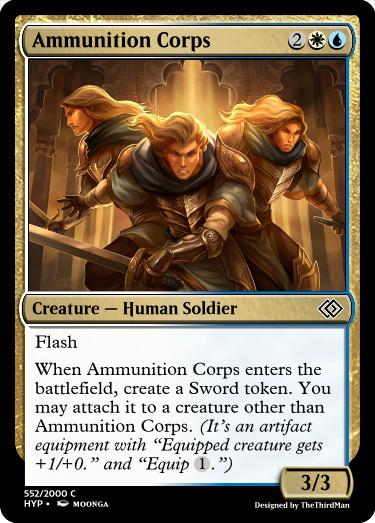 Ammunition Corps 2
Creature — Human Soldier
Flash
When Ammunition Corps enters the
battlefield, create a Sword token. You
may attach it to a creature other than
Ammunition Corps. (It's an artifact
equipment with “Equipped creature gets
+1/+0.” and “Equip 1.”)
3/3
552/2000 C
HYP • MOONGA
Designed by TheThirdMan